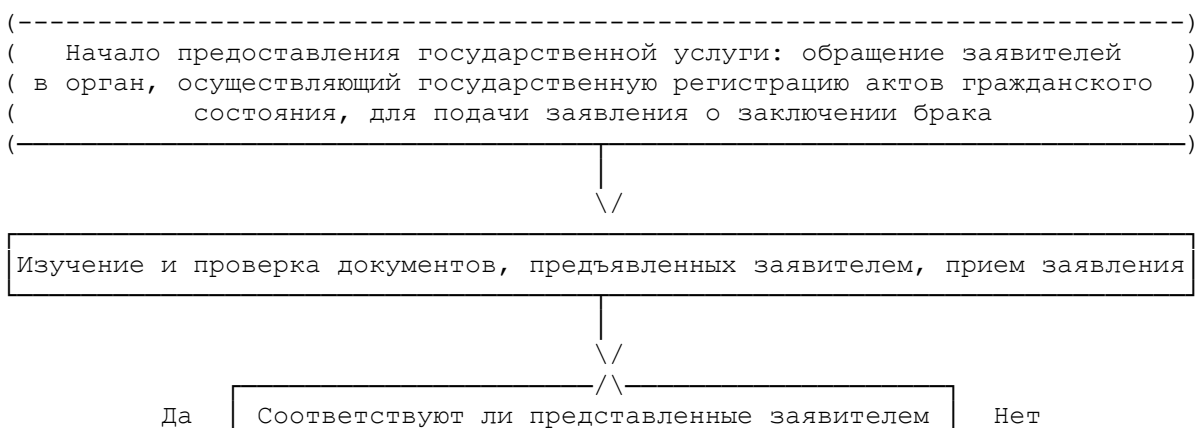 Начало предоставления государственной услуги: обращение заявителей
в орган, осуществляющий государственную регистрацию актов гражданского
состояния, для подачи заявления о заключении брака
Изучение и проверка документов, предъявленных заявителем, прием заявления
Да Соответствуют ли представленные заявителем Нет